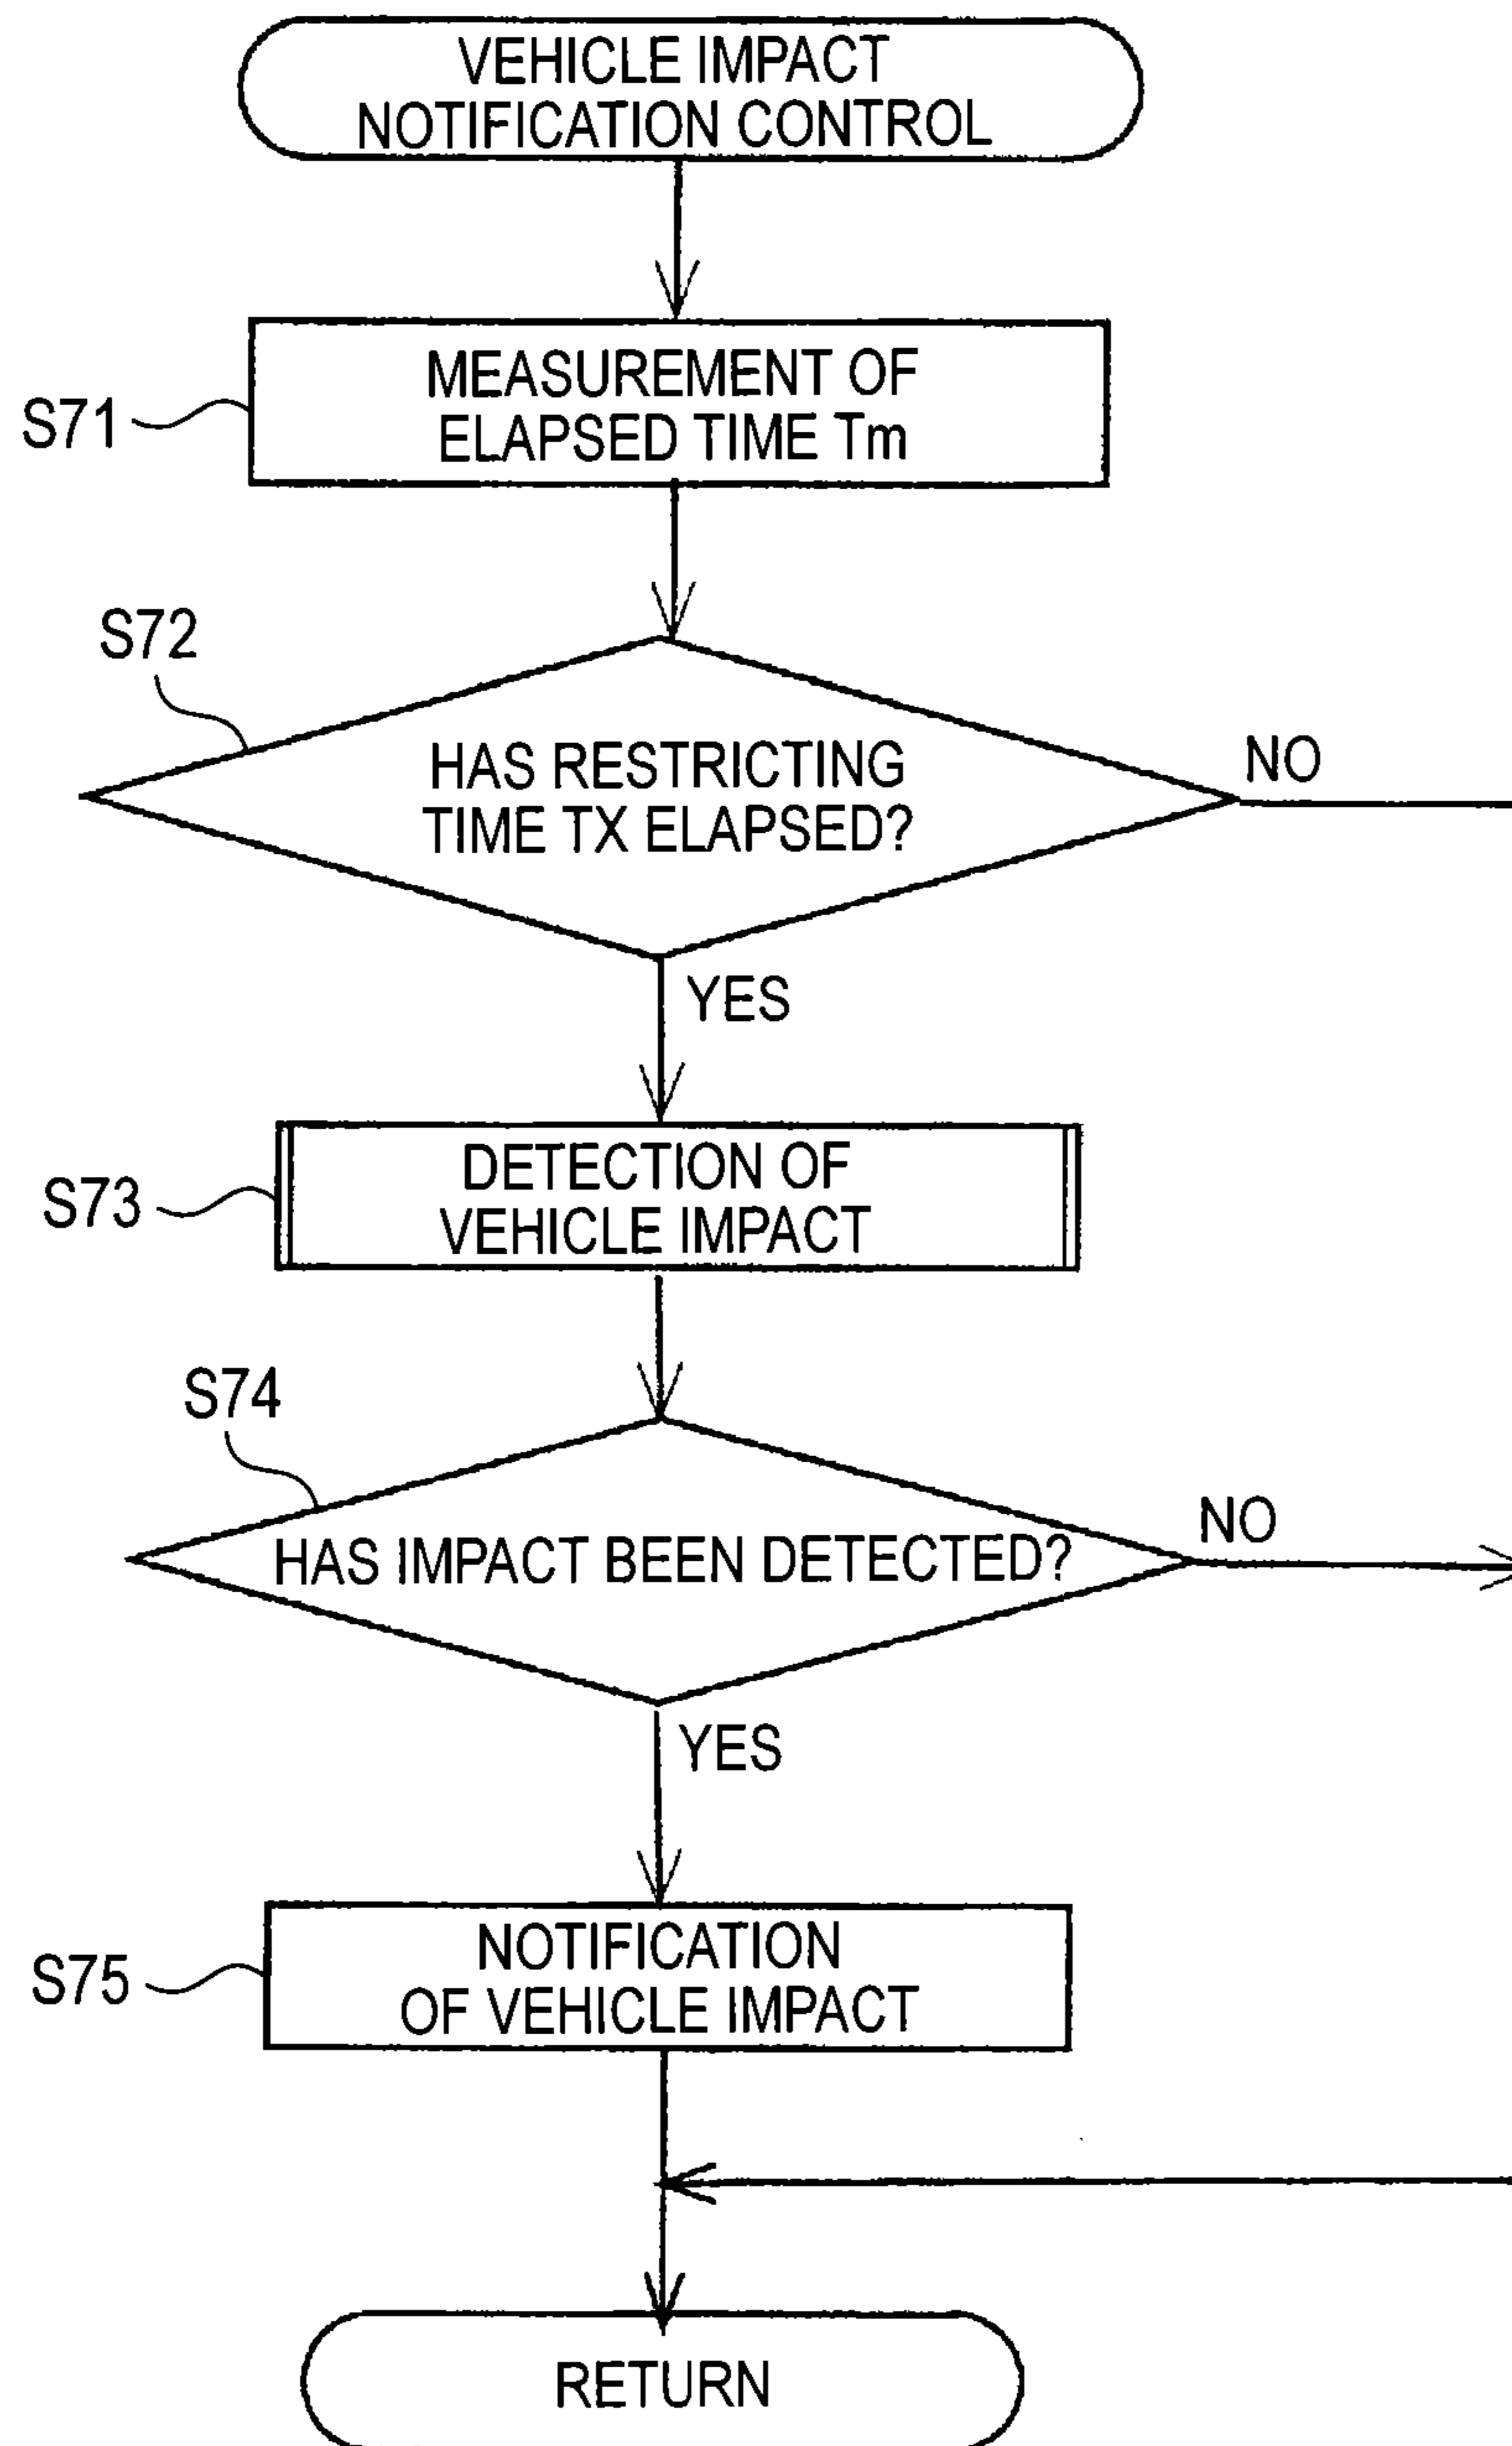 VEHICLE IMPACT
NOTIFICATION CONTROL
S71
MEASUREMENT OF
ELAPSED TIME Tm
S72
HAS RESTRICTING
TIME TX ELAPSED?
NO
YES
S73
DETECTION OF
VEHICLE IMPACT
S74
HAS IMPACT BEEN DETECTED?
NO
YES
S75
NOTIFICATION
OF VEHICLE IMPACT
RETURN